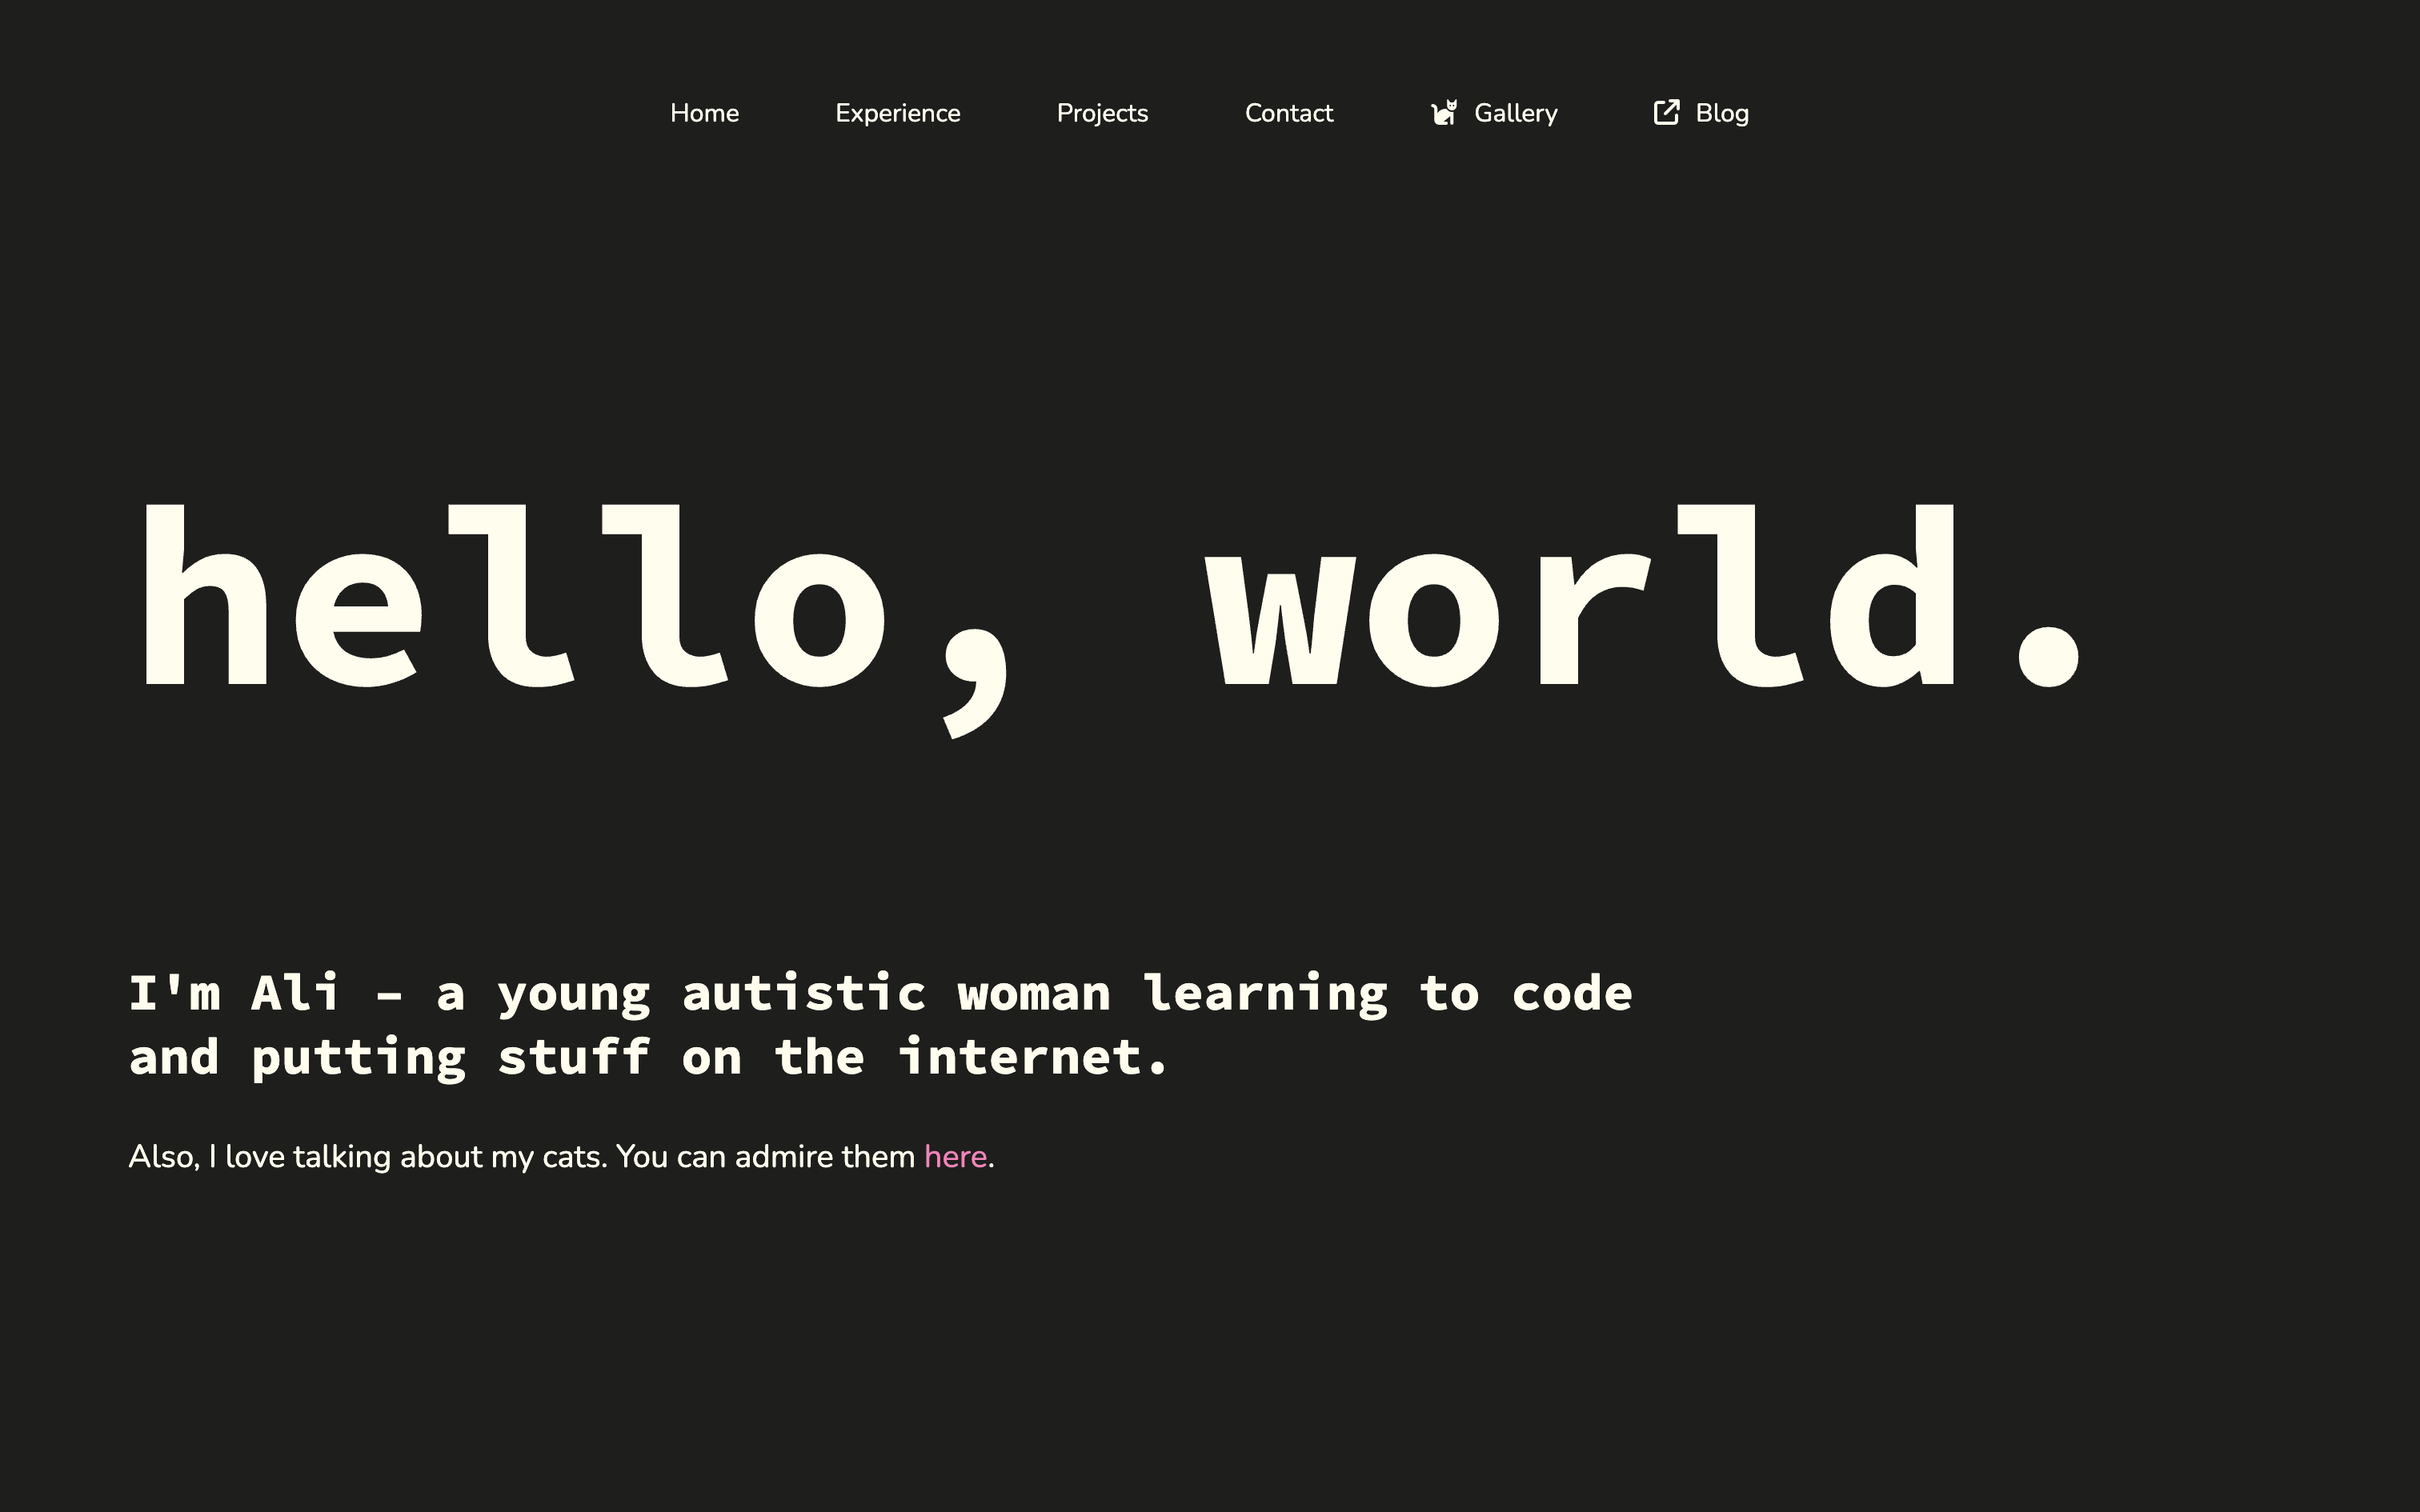 Home Experience Projects Contact Gallery Blog
hello, world.
I'm Ali – a young autistic woman learning to code
and putting stuff on the internet.
Also, I love talking about my cats. You can admire them here.